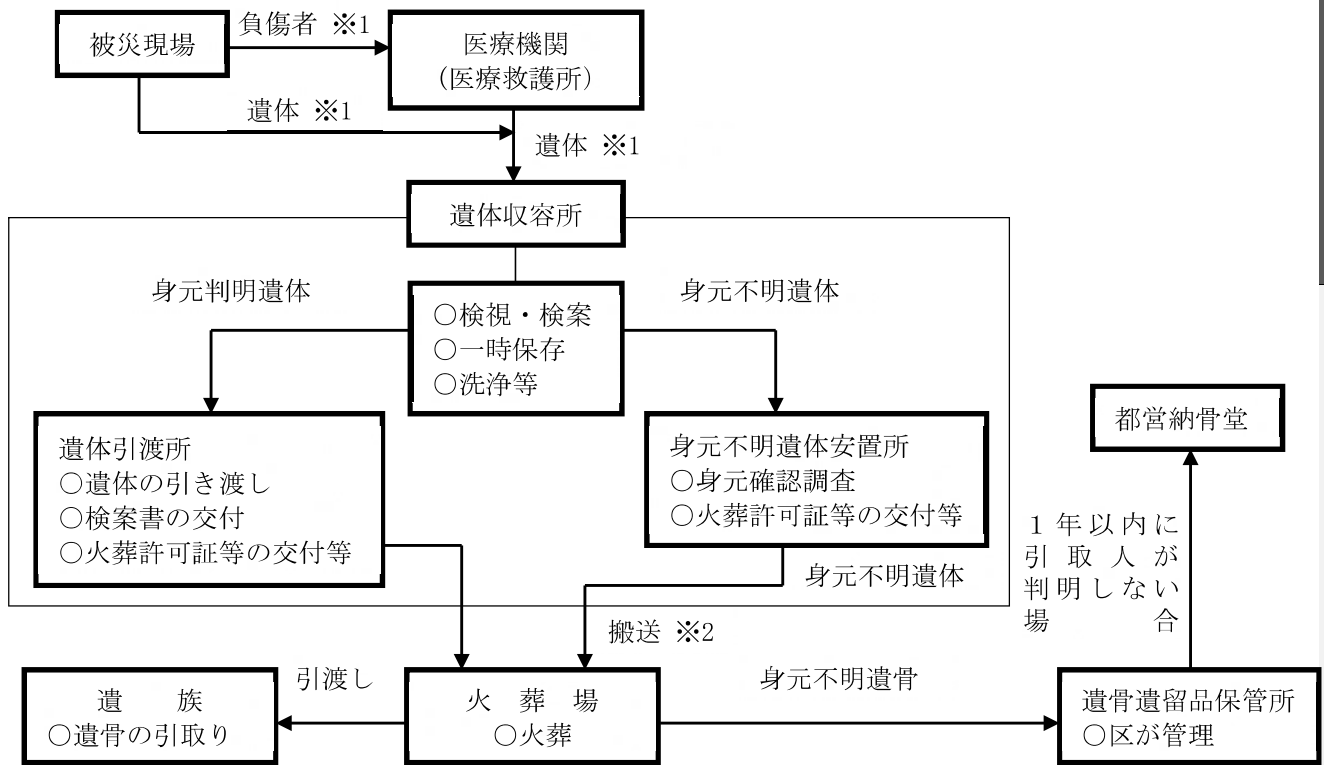 被災現場
負傷者 ※1
医療機関
（医療救護所）
遺体 ※1
遺体 ※1
遺体収容所
身元判明遺体
身元不明遺体
○検視・検案
○一時保存
○洗浄等
遺体引渡所
○遺体の引き渡し
○検案書の交付
○火葬許可証等の交付等
身元不明遺体安置所
○身元確認調査
○火葬許可証等の交付等
都営納骨堂
１年以内に
引取人が
判明しない
場合
身元不明遺体
搬送 ※2
遺族
○遺骨の引取り
引渡し
火葬場
○火葬
身元不明遺骨
遺骨遺留品保管所
○区が管理